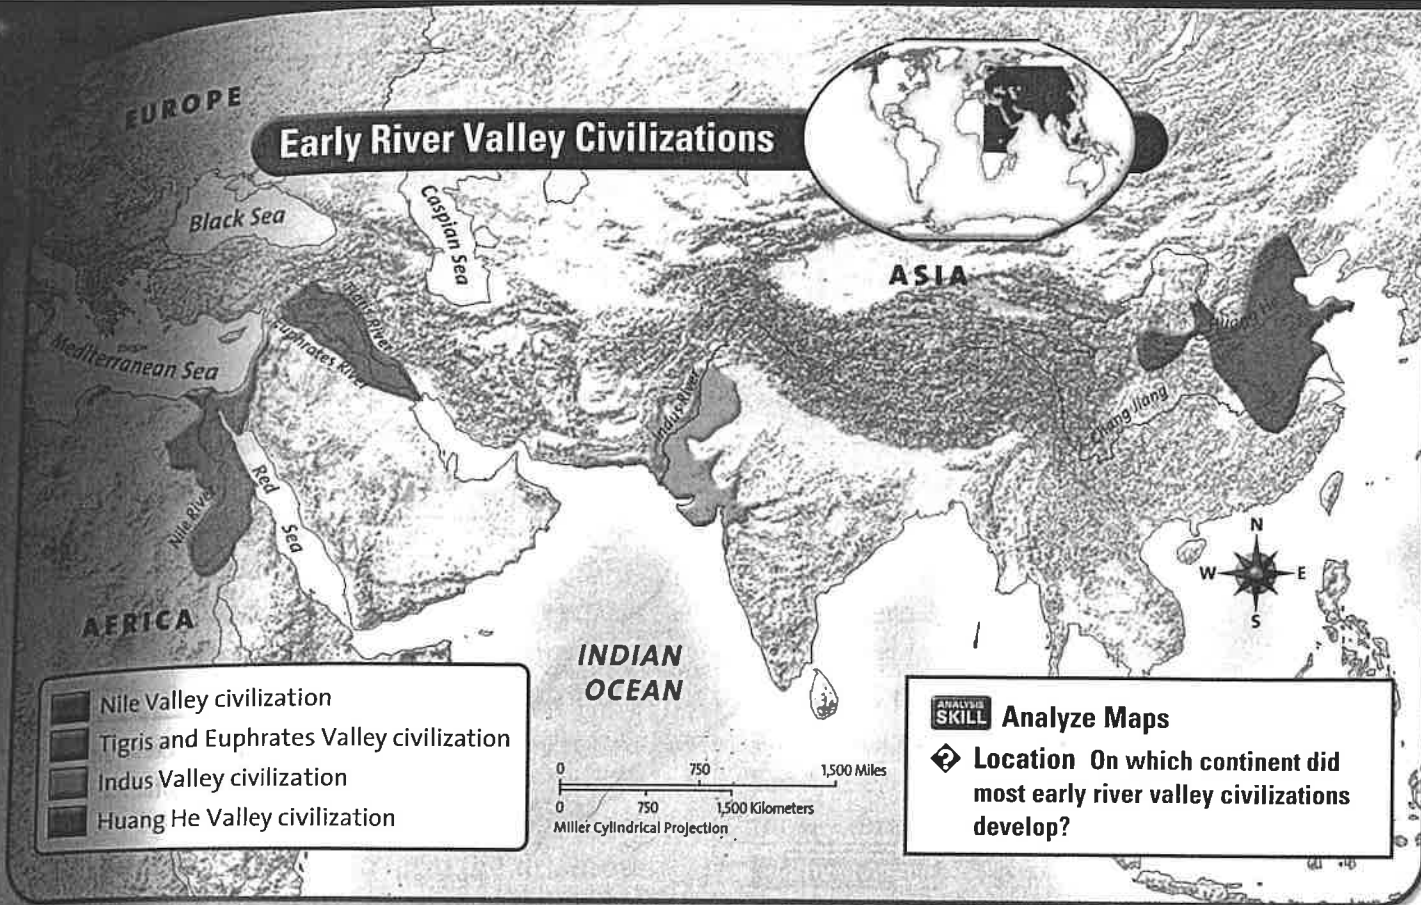 EUROPE
Early River Valley Civilizations
Black Sea
Caspian Sea
ASIA
Tigris River
Euphrates River
Mediterranean Sea
Huang He
Indus River
Chang Jiang
Nile River
Red Sea
AFRICA
N
W E
S
INDIAN
OCEAN
Nile Valley civilization
Tigris and Euphrates Valley civilization
Indus Valley civilization
Huang He Valley civilization
0 750 1,500 Miles
0 750 1,500 Kilometers
Miller Cylindrical Projection
ANALYSIS
SKILL Analyze Maps
Location On which continent did
most early river valley civilizations
develop?